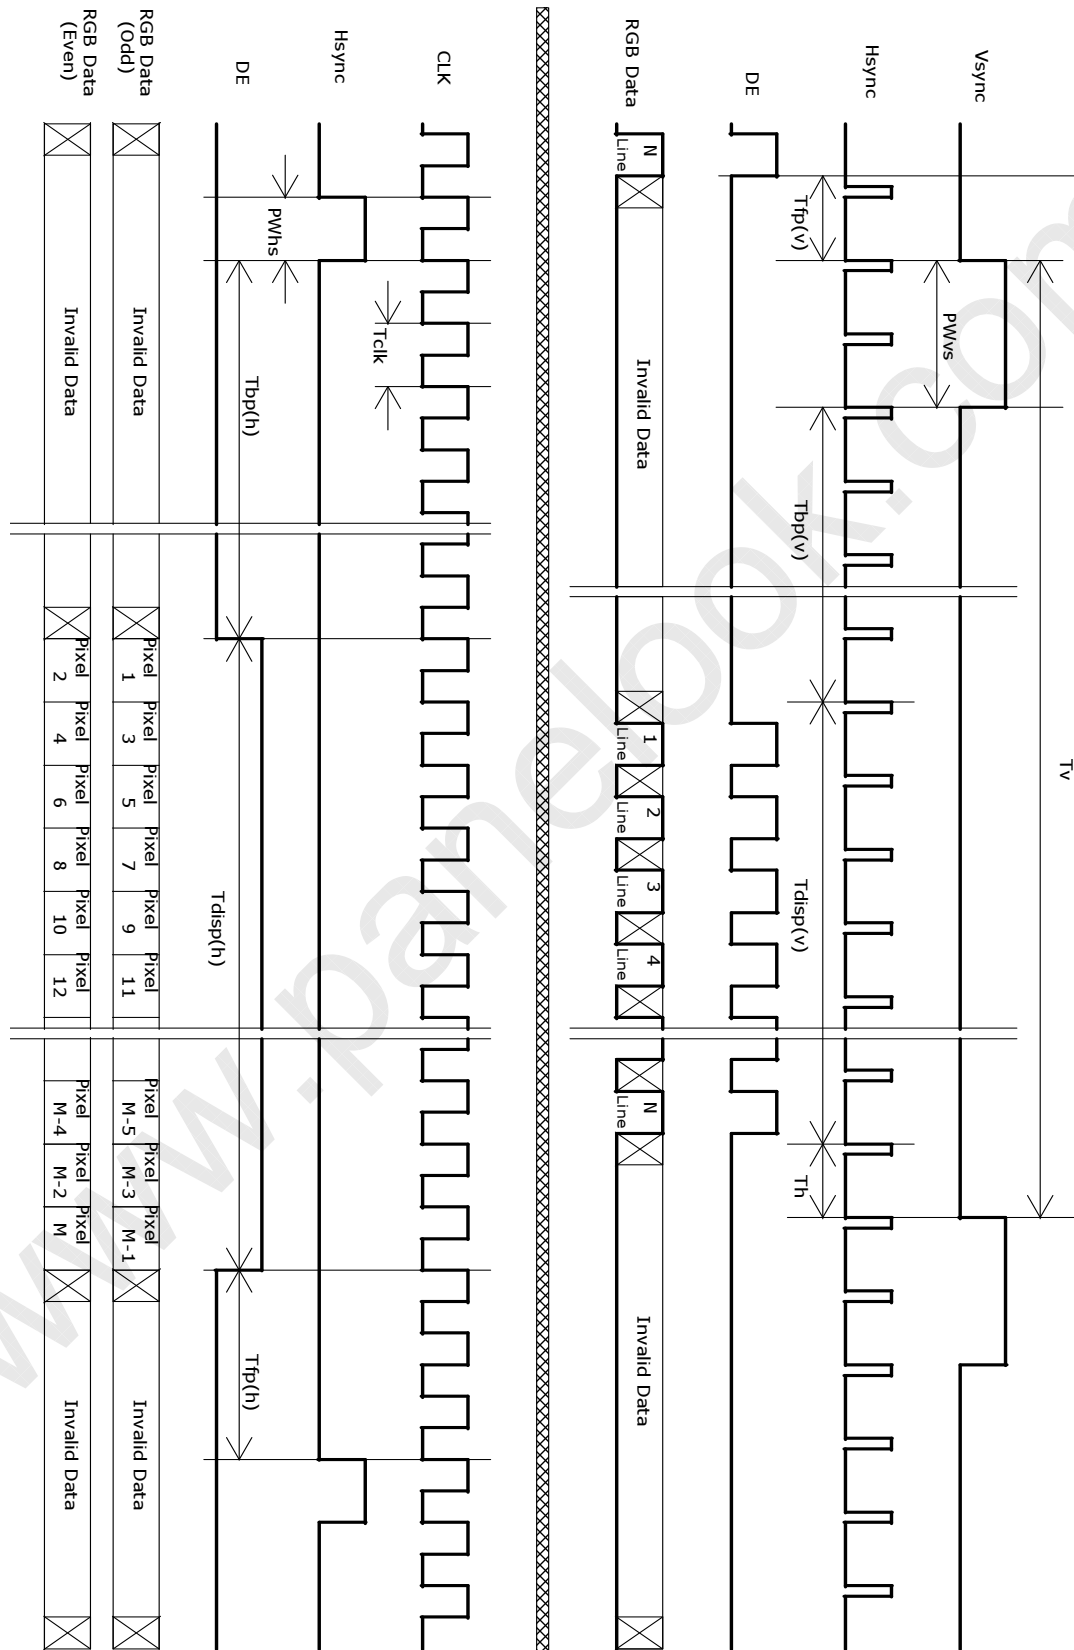 Tv
Vsync
PWvs
Hsync
Tfp(v)
Tbp(v)
Tdisp(v)
Th
DE
RGB Data
Line N
Invalid Data
Line 1
Line 2
Line 3
Line 4
Line N
Invalid Data
CLK
Tclk
Hsync
PWhs
DE
Tbp(h)
Tdisp(h)
Tfp(h)
RGB Data
(Odd)
Invalid Data
Pixel 1
Pixel 3
Pixel 5
Pixel 7
Pixel 9
Pixel 11
Pixel M-5
Pixel M-3
Pixel M-1
Invalid Data
RGB Data
(Even)
Invalid Data
Pixel 2
Pixel 4
Pixel 6
Pixel 8
Pixel 10
Pixel 12
Pixel M-4
Pixel M-2
Pixel M
Invalid Data
www.panelook.com